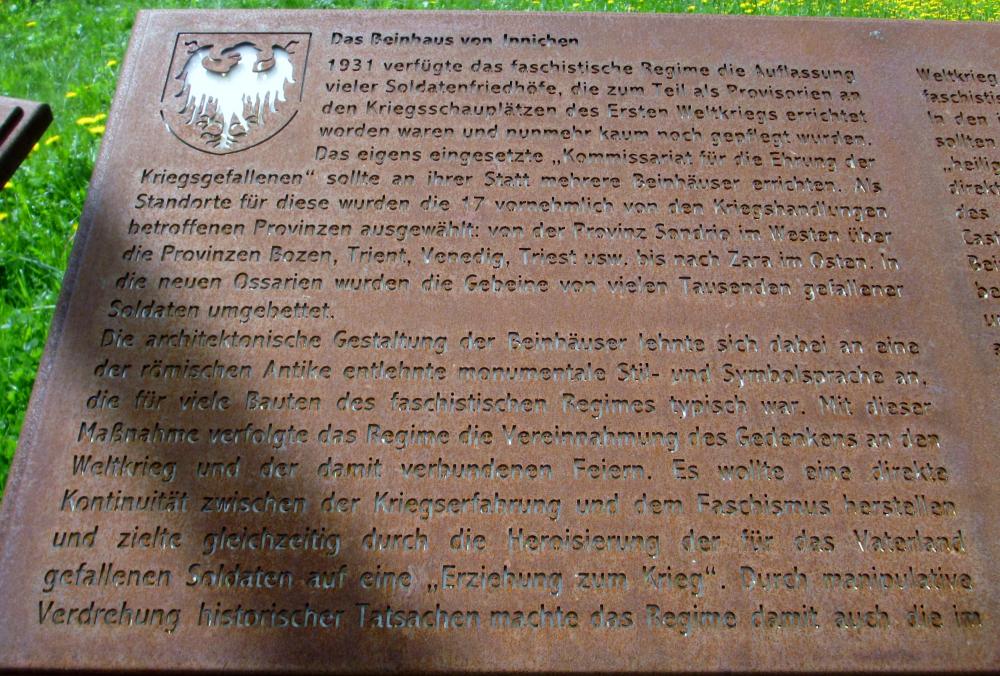 Das Beinhaus von Innichen
1931 verfügte das faschistische Regime die Auflassung
vieler Soldatenfriedhöfe, die zum Teil als Provisorien an
den Kriegsschauplätzen des Ersten Weltkriegs errichtet
worden waren und nunmehr kaum noch gepflegt wurden.
Das eigens eingesetzte „Kommissariat für die Ehrung der
Kriegsgefallenen“ sollte an ihrer Statt mehrere Beinhäuser errichten. Als
Standorte für diese wurden die 17 vornehmlich von den Kriegshandlungen
betroffenen Provinzen ausgewählt: von der Provinz Sondrio im Westen über
die Provinzen Bozen, Trient, Venedig, Triest usw. bis nach Zara im Osten. In
die neuen Ossarien wurden die Gebeine von vielen Tausenden gefallener
Soldaten umgebettet.
Die architektonische Gestaltung der Beinhäuser lehnte sich dabei an eine
der römischen Antike entlehnte monumentale Stil- und Symbolsprache an,
die für viele Bauten des faschistischen Regimes typisch war. Mit dieser
Maßnahme verfolgte das Regime die Vereinnahmung des Gedenkens an den
Weltkrieg und der damit verbundenen Feiern. Es wollte eine direkte
Kontinuität zwischen der Kriegserfahrung und dem Faschismus herstellen
und zielte gleichzeitig durch die Heroisierung der für das Vaterland
gefallenen Soldaten auf eine „Erziehung zum Krieg“. Durch manipulative
Verdrehung historischer Tatsachen machte das Regime damit auch die im
Weltkrieg
In den
sollten
direkt
des